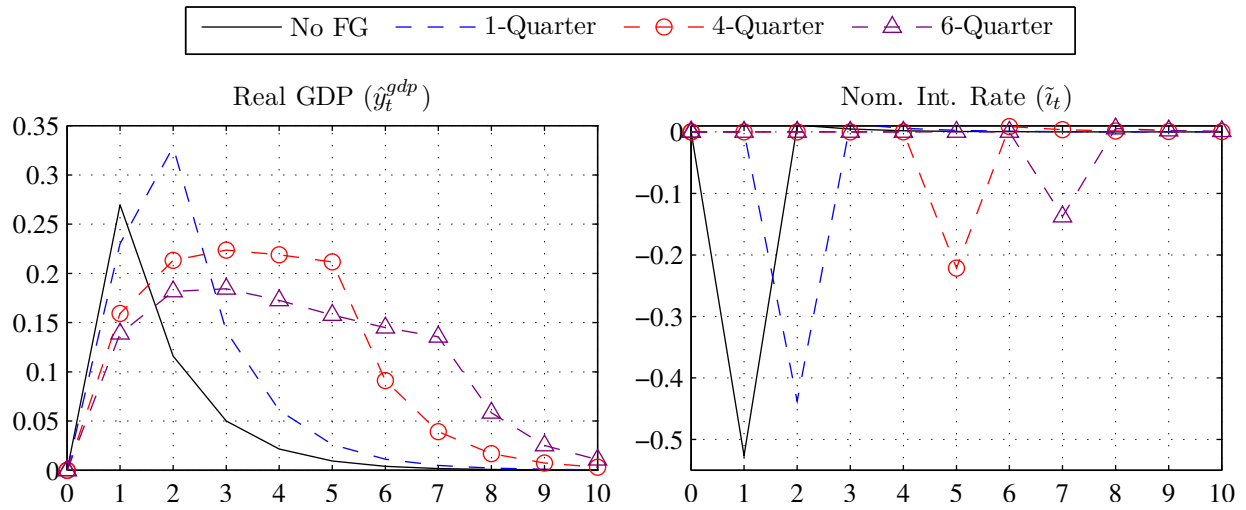 No FG 1-Quarter 4-Quarter 6-Quarter
Real GDP (ŷ_t^{gdp})
0.35
0.3
0.25
0.2
0.15
0.1
0.05
0
0 1 2 3 4 5 6 7 8 9 10
Nom. Int. Rate (ĩ_t)
0
−0.1
−0.2
−0.3
−0.4
−0.5
0 1 2 3 4 5 6 7 8 9 10